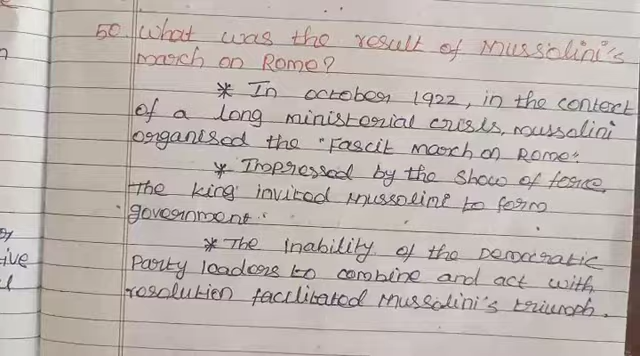 50. What was the result of Mussolini's
march on Rome?
* In october 1922, in the context
of a long ministerial crisis, mussolini
organised the "Fascit march on Rome".
* Impressed by the show of force,
the king invited Mussolini to form
government.
* The inability of the Democratic
Party leaders to combine and act with
resolution facilitated Mussolini's triumph.